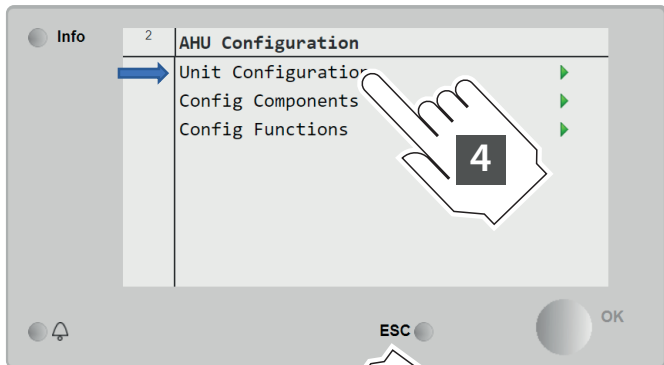 Info
2
AHU Configuration
Unit Configuration
Config Components
Config Functions
4
ESC
OK